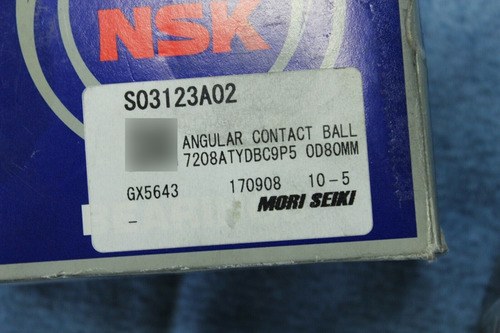 NSK
S03123A02
ANGULAR CONTACT BALL
7208ATYDBC9P5 OD80MM
GX5643 170908 10-5
- MORI SEIKI